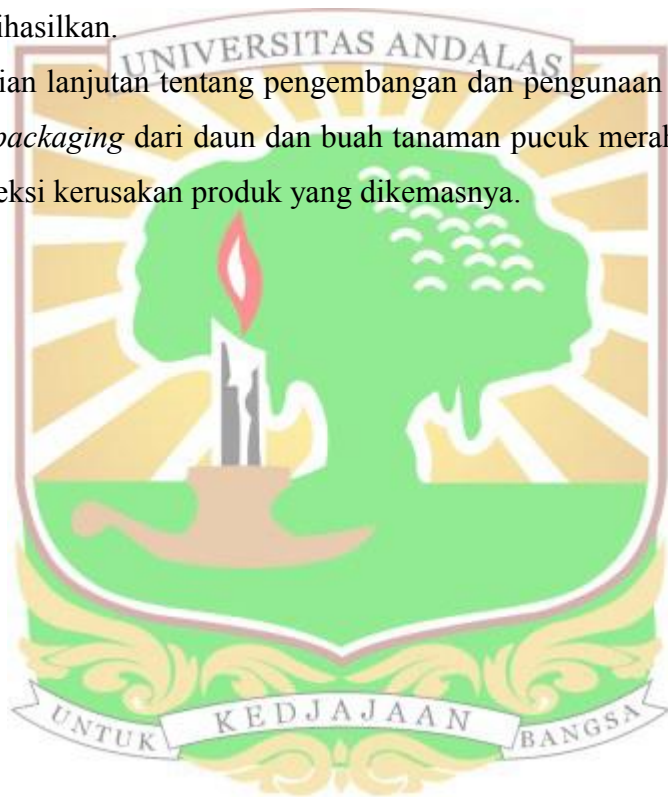 ihasilkan.
UNIVERSITAS ANDALAS
ian lanjutan tentang pengembangan dan pengunaan
packaging dari daun dan buah tanaman pucuk merah
eksi kerusakan produk yang dikemasnya.
UNTUK KEDJAJAAN BANGSA